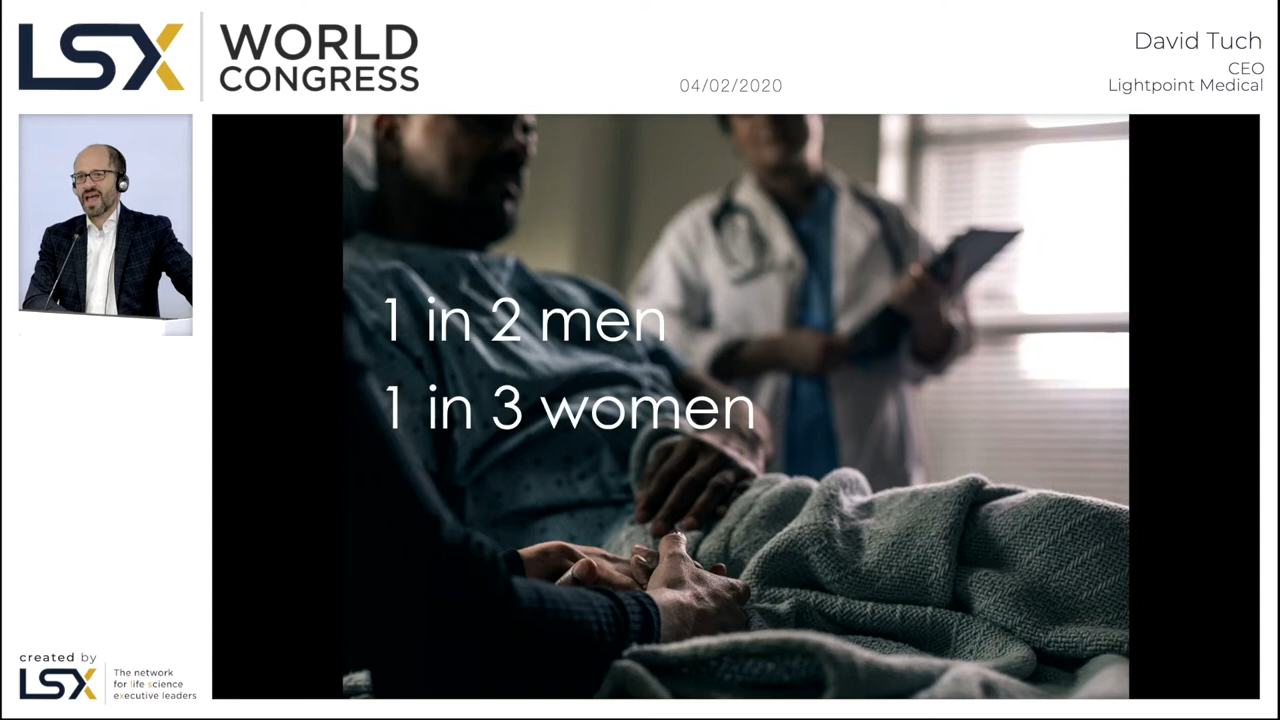 LSX
WORLD
CONGRESS
04/02/2020
David Tuch
CEO
Lightpoint Medical
1 in 2 men
1 in 3 women
created by
LSX
The network
for life science
executive leaders